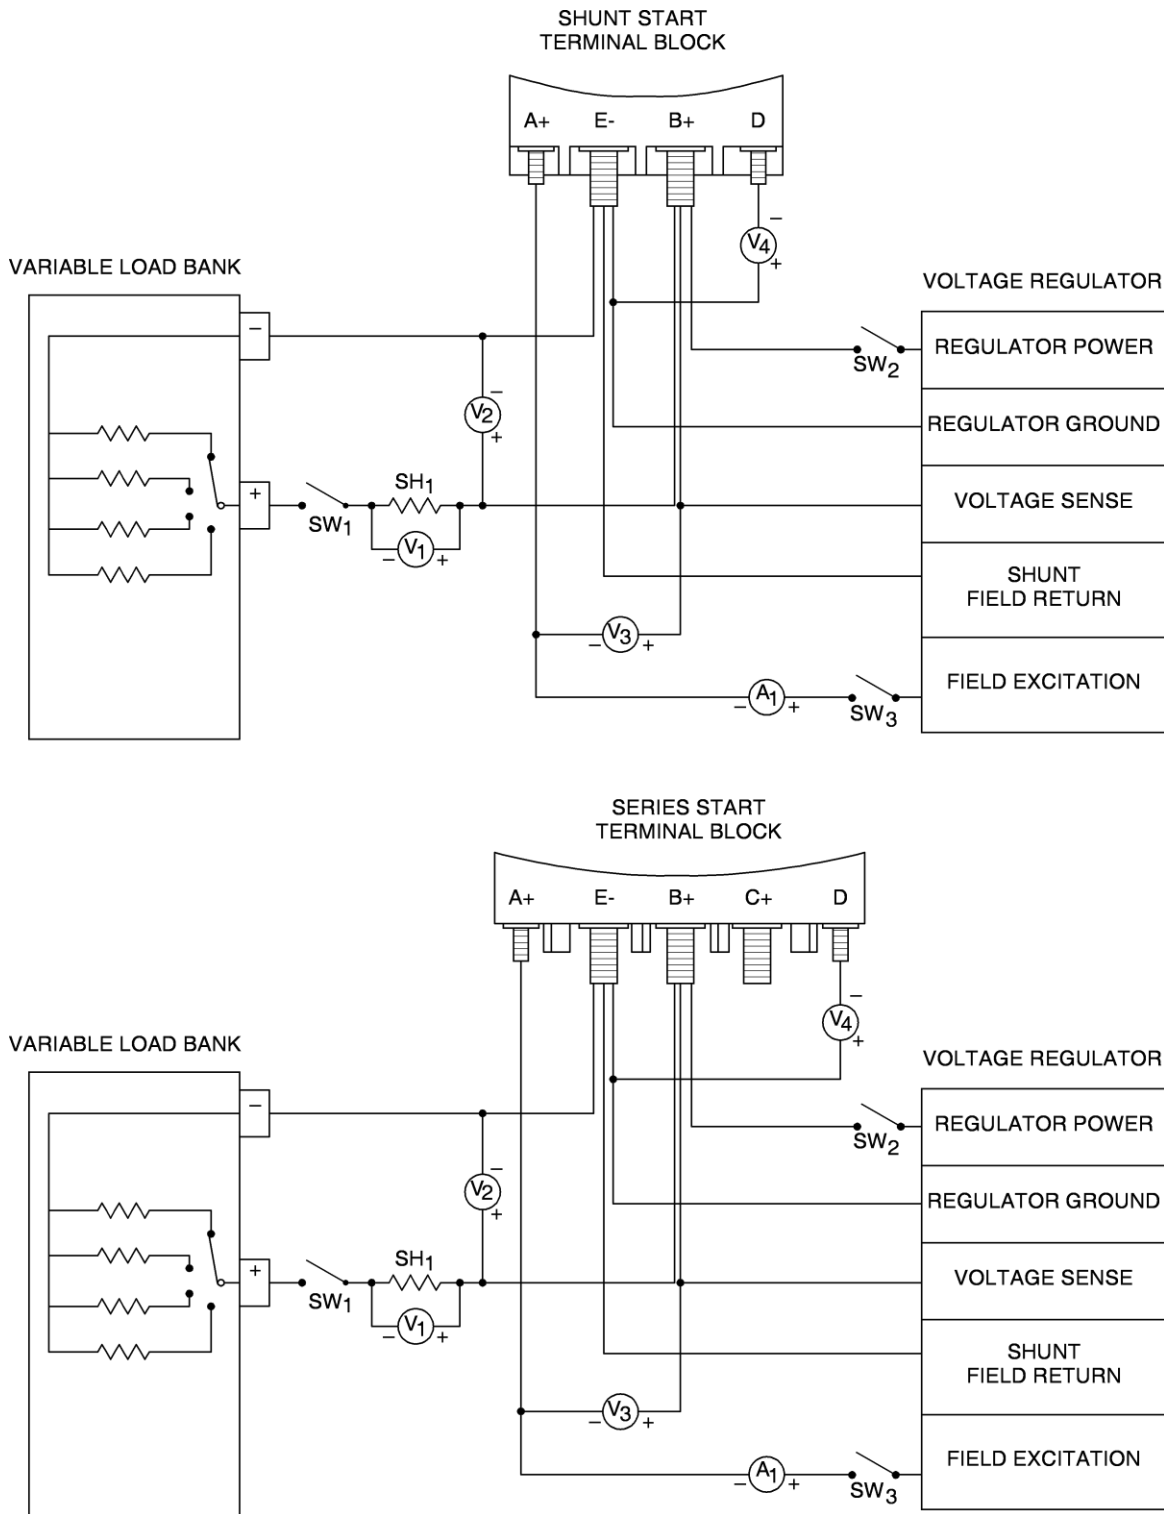 SHUNT START
TERMINAL BLOCK
A+ E- B+ D
−
V4
+
VARIABLE LOAD BANK
VOLTAGE REGULATOR
−
REGULATOR POWER
SW2
−
V2
+
REGULATOR GROUND
+
SH1
SW1
VOLTAGE SENSE
− V1 +
SHUNT
FIELD RETURN
− V3 +
FIELD EXCITATION
− A1 +
SW3
SERIES START
TERMINAL BLOCK
A+ E- B+ C+ D
−
V4
+
VARIABLE LOAD BANK
VOLTAGE REGULATOR
−
REGULATOR POWER
SW2
−
V2
+
REGULATOR GROUND
+
SH1
SW1
VOLTAGE SENSE
− V1 +
SHUNT
FIELD RETURN
− V3 +
FIELD EXCITATION
− A1 +
SW3